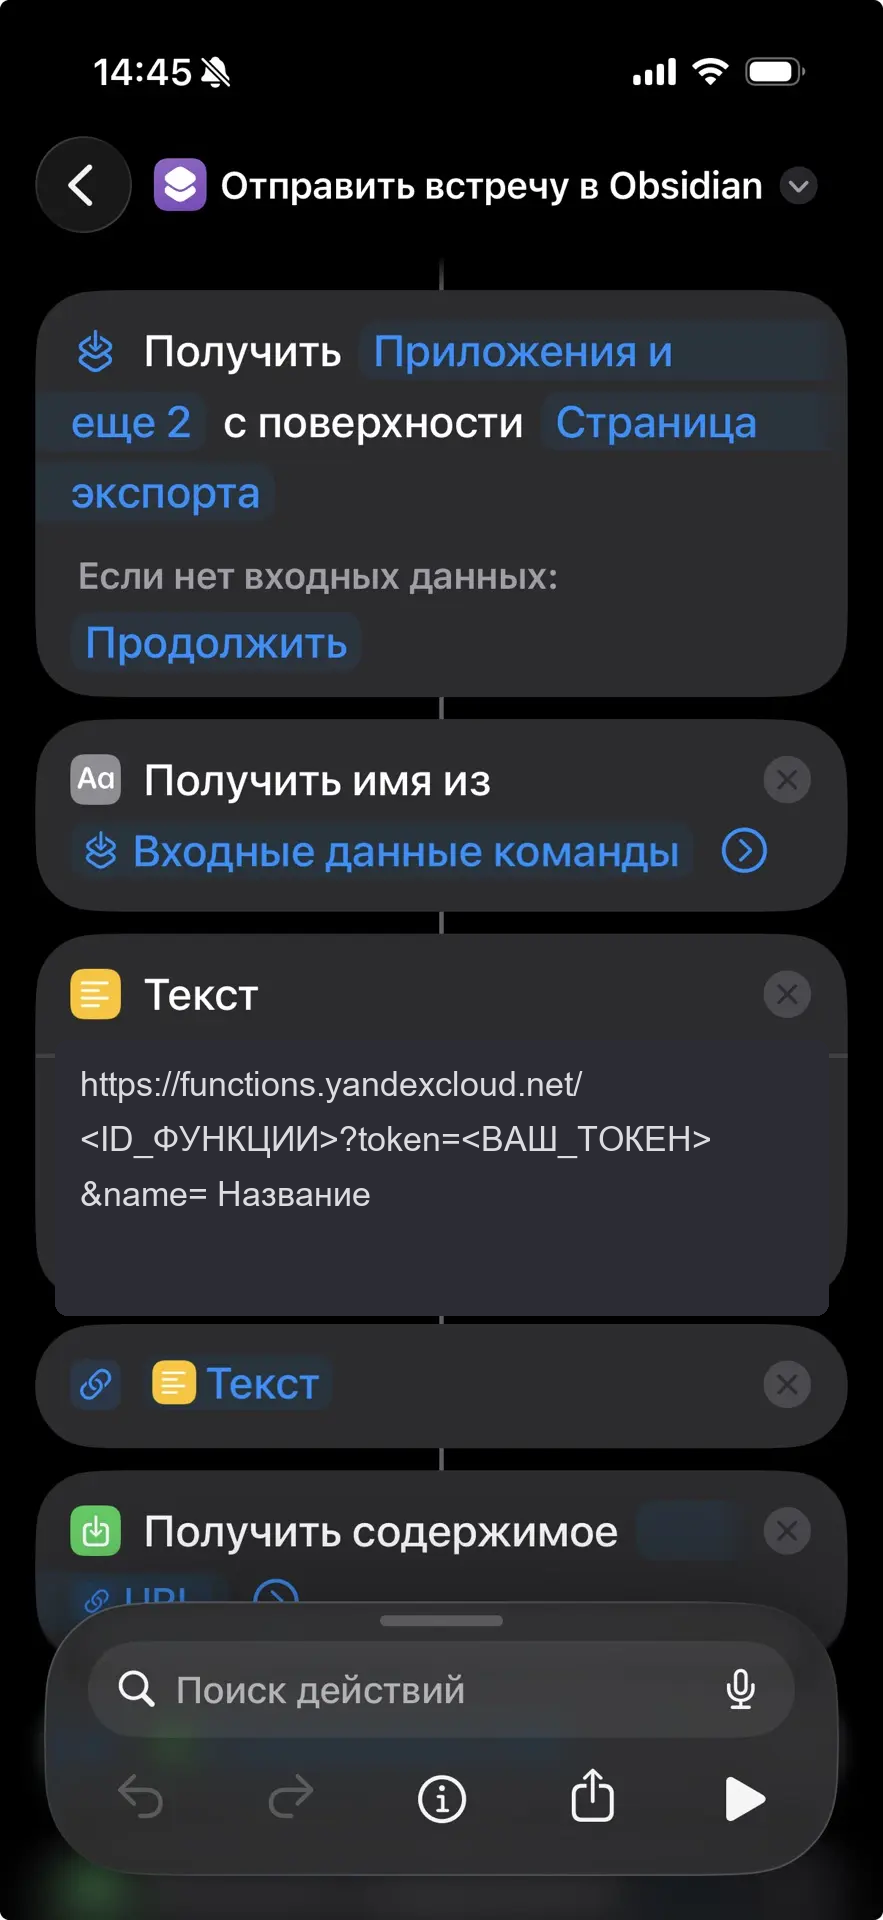 14:45
Отправить встречу в Obsidian
Получить Приложения и
еще 2 с поверхности Страница
экспорта
Если нет входных данных:
Продолжить
Aa Получить имя из
Входные данные команды
Текст
https://functions.yandexcloud.net/
<ID_ФУНКЦИИ>?token=<ВАШ_ТОКЕН>
&name= Название
Текст
Получить содержимое
URL
Поиск действий